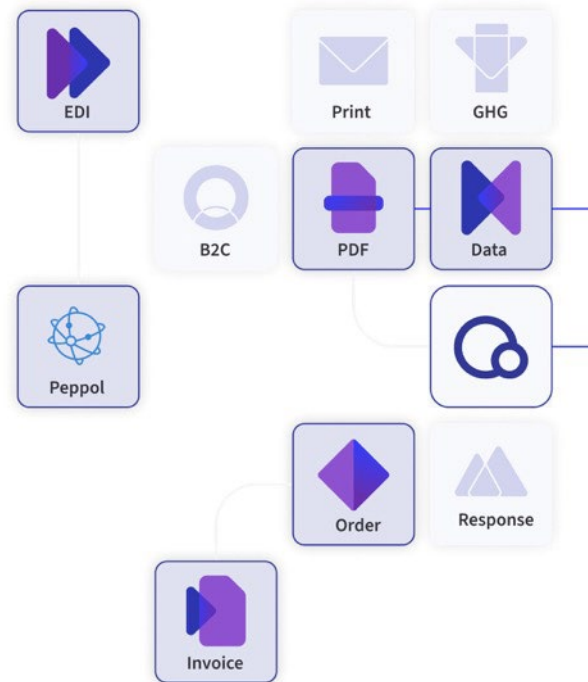 EDI
Print
GHG
B2C
PDF
Data
Peppol
Order
Response
Invoice